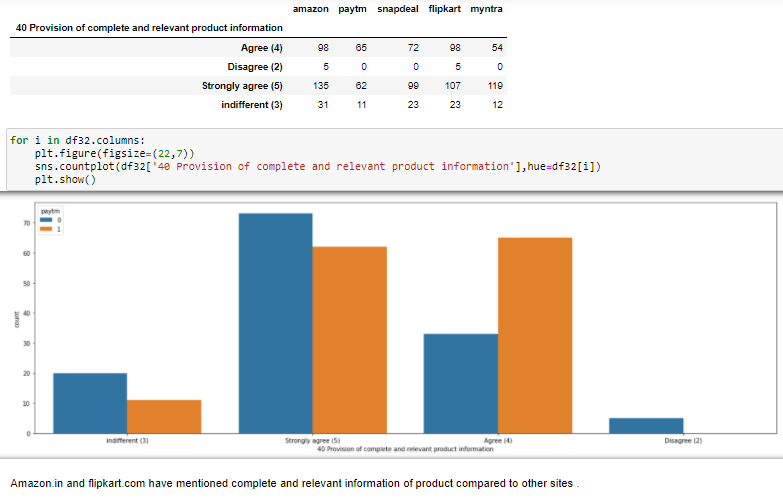 amazon paytm snapdeal flipkart myntra
40 Provision of complete and relevant product information
Agree (4) 98 65 72 98 54
Disagree (2) 5 0 0 5 0
Strongly agree (5) 135 62 99 107 119
indifferent (3) 31 11 23 23 12
for i in df32.columns:
plt.figure(figsize=(22,7))
sns.countplot(df32['40 Provision of complete and relevant product information'],hue=df32[i])
plt.show()
paytm
0
1
70
60
50
40
30
20
10
0
count
indifferent (3) Strongly agree (5) Agree (4) Disagree (2)
40 Provision of complete and relevant product information
Amazon.in and flipkart.com have mentioned complete and relevant information of product compared to other sites .